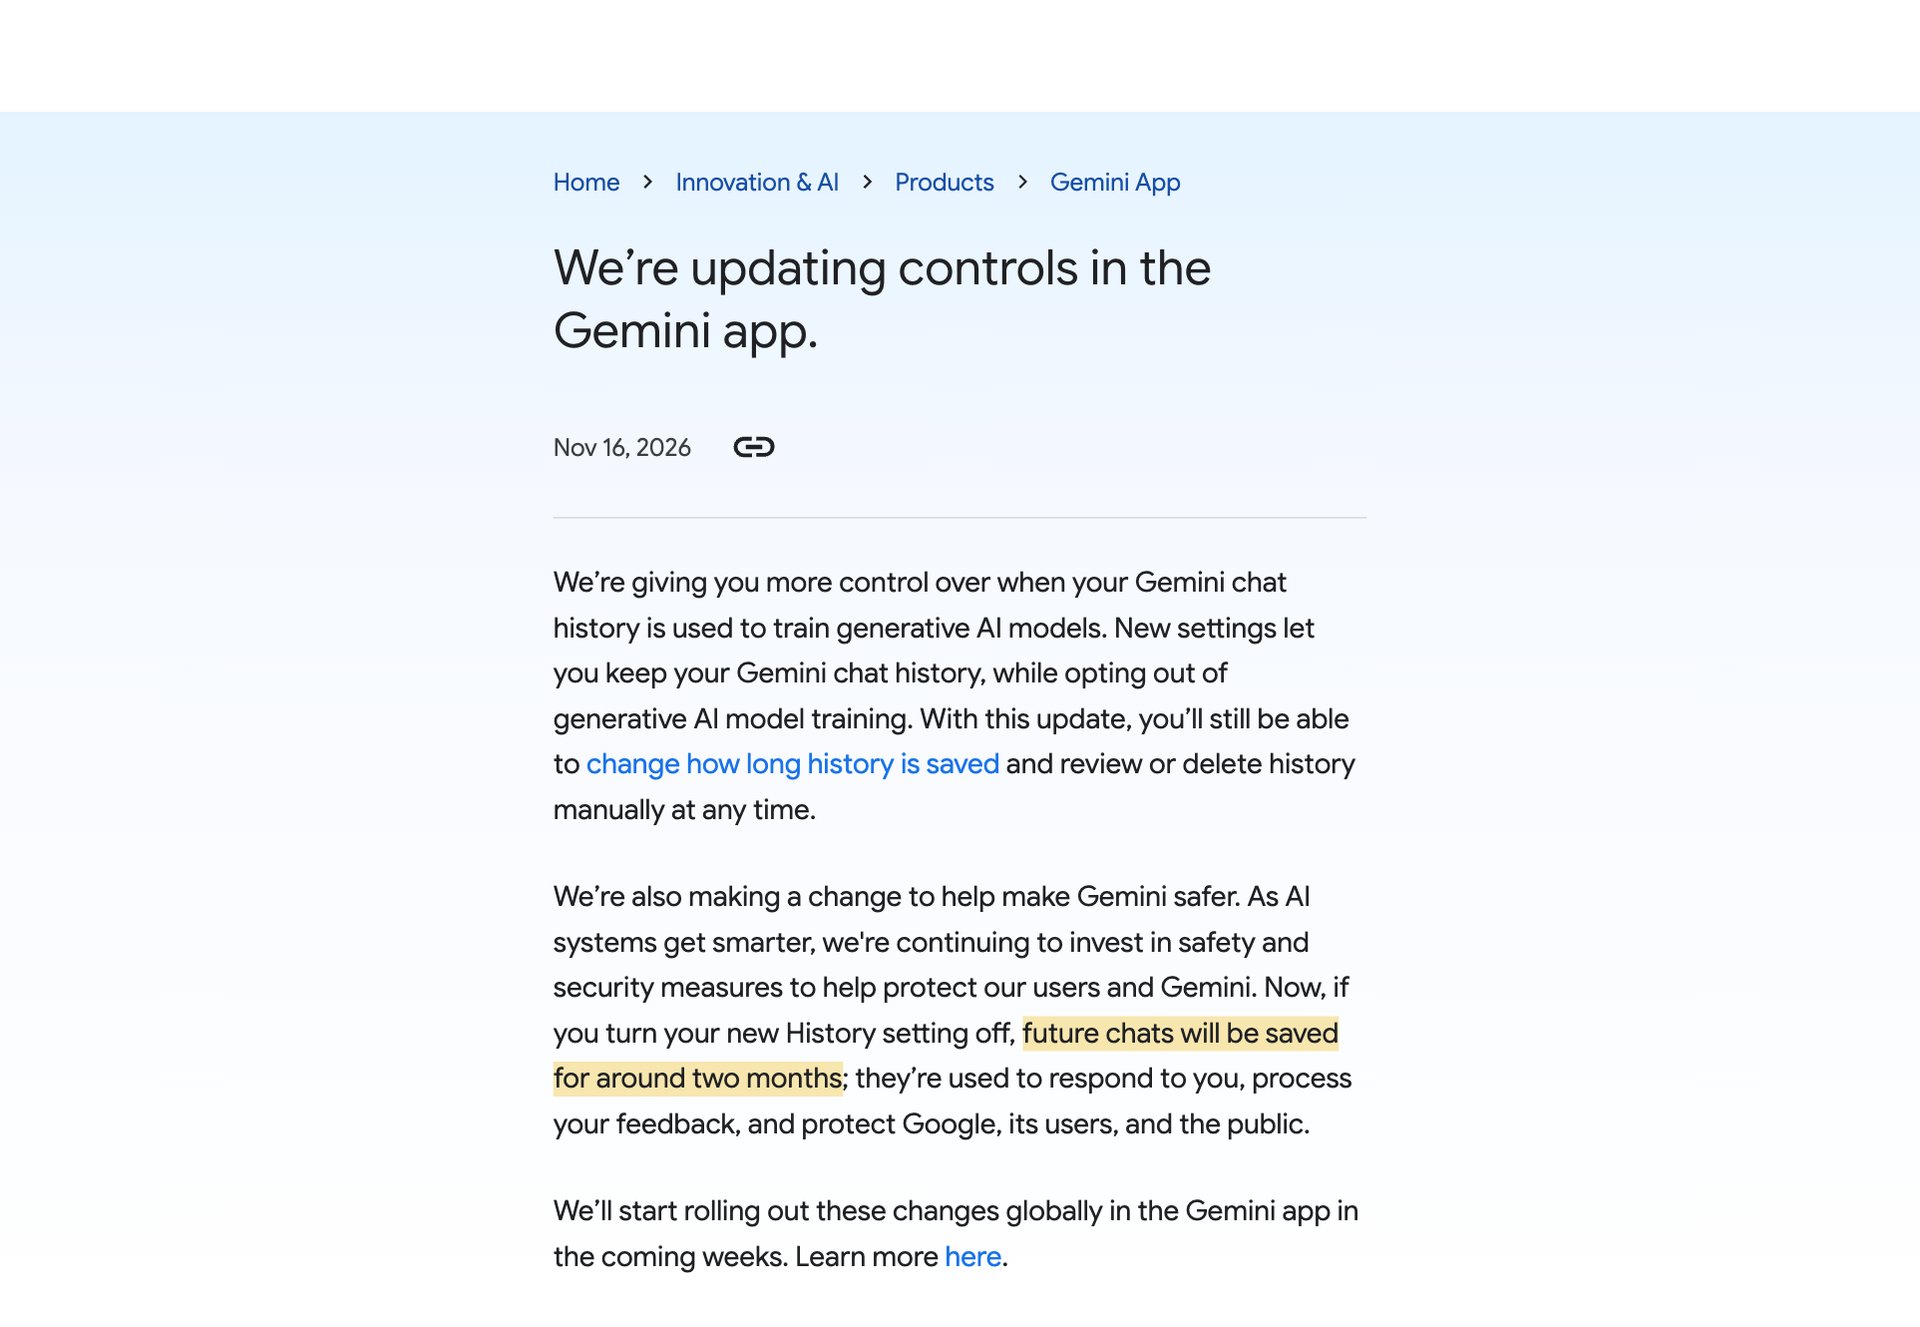 Home > Innovation & AI > Products > Gemini App
We’re updating controls in the
Gemini app.
Nov 16, 2026
We’re giving you more control over when your Gemini chat
history is used to train generative AI models. New settings let
you keep your Gemini chat history, while opting out of
generative AI model training. With this update, you’ll still be able
to change how long history is saved and review or delete history
manually at any time.
We’re also making a change to help make Gemini safer. As AI
systems get smarter, we're continuing to invest in safety and
security measures to help protect our users and Gemini. Now, if
you turn your new History setting off, future chats will be saved
for around two months; they’re used to respond to you, process
your feedback, and protect Google, its users, and the public.
We’ll start rolling out these changes globally in the Gemini app in
the coming weeks. Learn more here.